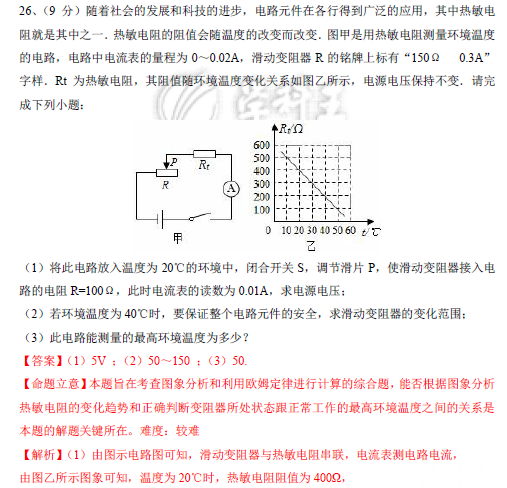 26、（9 分）随着社会的发展和科技的进步，电路元件在各行得到广泛的应用，其中热敏电
阻就是其中之一．热敏电阻的阻值会随温度的改变而改变．图甲是用热敏电阻测量环境温度
的电路，电路中电流表的量程为 0～0.02A，滑动变阻器 R 的铭牌上标有“150Ω　0.3A”
字样．Rt 为热敏电阻，其阻值随环境温度变化关系如图乙所示，电源电压保持不变．请完
成下列小题：
P
Rt
R
A
甲
Rt/Ω
600
500
400
300
200
100
0 10 20 30 40 50 60 t/℃
乙
（1）将此电路放入温度为 20℃的环境中，闭合开关 S，调节滑片 P，使滑动变阻器接入电
路的电阻 R=100Ω，此时电流表的读数为 0.01A，求电源电压；
（2）若环境温度为 40℃时，要保证整个电路元件的安全，求滑动变阻器的变化范围；
（3）此电路能测量的最高环境温度为多少？
【答案】（1）5V ；（2）50～150 ；（3）50.
【命题立意】本题旨在考查图象分析和利用欧姆定律进行计算的综合题，能否根据图象分析
热敏电阻的变化趋势和正确判断变阻器所处状态跟正常工作的最高环境温度之间的关系是
本题的解题关键所在。难度：较难
【解析】（1）由图示电路图可知，滑动变阻器与热敏电阻串联，电流表测电路电流，
由图乙所示图象可知，温度为 20℃时，热敏电阻阻值为 400Ω，